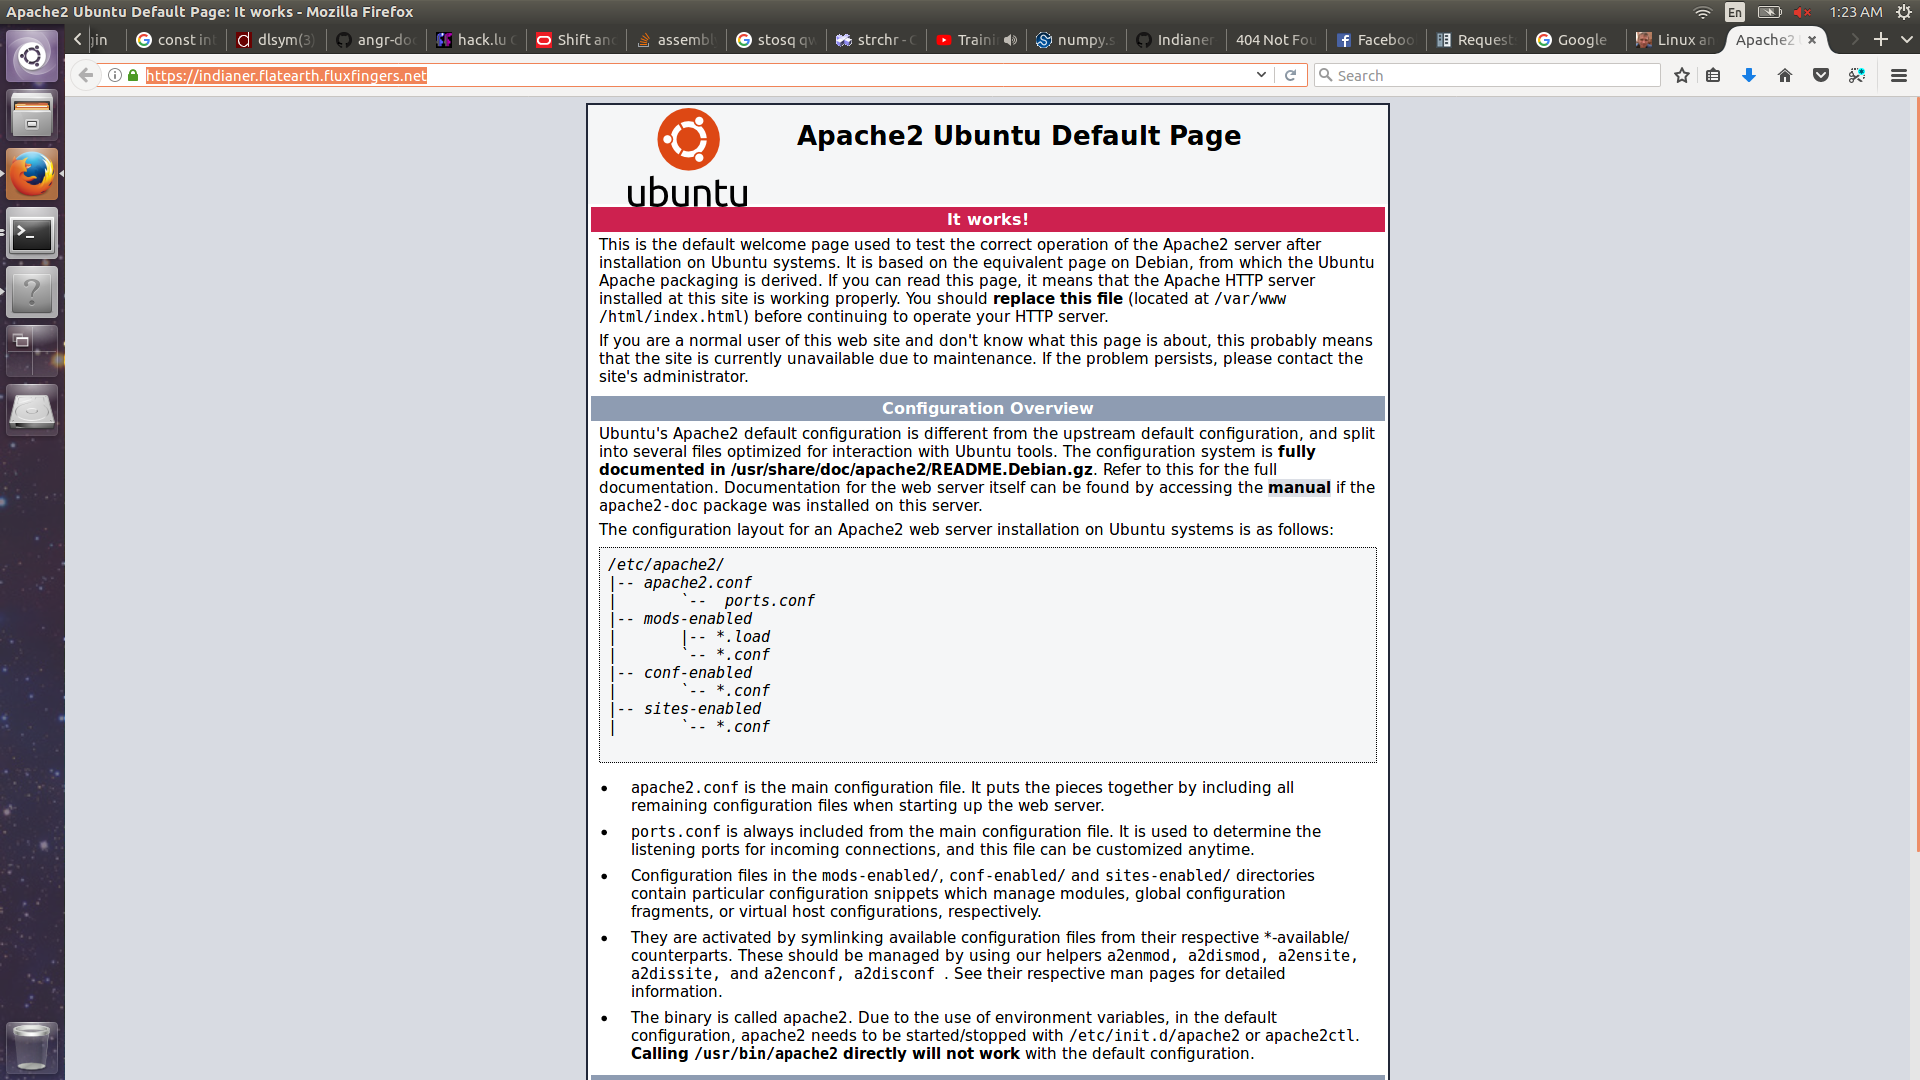 Apache2 Ubuntu Default Page: It works - Mozilla Firefox
En
1:23 AM
gin
const int
dlsym(3)
angr-doc
hack.lu C
Shift and
assembl
stosq qw
strchr - C
Traini
numpy.s
Indianer
404 Not Fou
Faceboo
Request
Google
Linux an
Apache2
https://indianer.flatearth.fluxfingers.net
Search
Apache2 Ubuntu Default Page
ubuntu
It works!
This is the default welcome page used to test the correct operation of the Apache2 server after
installation on Ubuntu systems. It is based on the equivalent page on Debian, from which the Ubuntu
Apache packaging is derived. If you can read this page, it means that the Apache HTTP server
installed at this site is working properly. You should replace this file (located at /var/www
/html/index.html) before continuing to operate your HTTP server.
If you are a normal user of this web site and don't know what this page is about, this probably means
that the site is currently unavailable due to maintenance. If the problem persists, please contact the
site's administrator.
Configuration Overview
Ubuntu's Apache2 default configuration is different from the upstream default configuration, and split
into several files optimized for interaction with Ubuntu tools. The configuration system is fully
documented in /usr/share/doc/apache2/README.Debian.gz. Refer to this for the full
documentation. Documentation for the web server itself can be found by accessing the manual if the
apache2-doc package was installed on this server.
The configuration layout for an Apache2 web server installation on Ubuntu systems is as follows:
/etc/apache2/
|-- apache2.conf
|       `--  ports.conf
|-- mods-enabled
|       |-- *.load
|       `-- *.conf
|-- conf-enabled
|       `-- *.conf
|-- sites-enabled
|       `-- *.conf
• apache2.conf is the main configuration file. It puts the pieces together by including all
remaining configuration files when starting up the web server.
• ports.conf is always included from the main configuration file. It is used to determine the
listening ports for incoming connections, and this file can be customized anytime.
• Configuration files in the mods-enabled/, conf-enabled/ and sites-enabled/ directories
contain particular configuration snippets which manage modules, global configuration
fragments, or virtual host configurations, respectively.
• They are activated by symlinking available configuration files from their respective *-available/
counterparts. These should be managed by using our helpers a2enmod, a2dismod, a2ensite,
a2dissite, and a2enconf, a2disconf . See their respective man pages for detailed
information.
• The binary is called apache2. Due to the use of environment variables, in the default
configuration, apache2 needs to be started/stopped with /etc/init.d/apache2 or apache2ctl.
Calling /usr/bin/apache2 directly will not work with the default configuration.